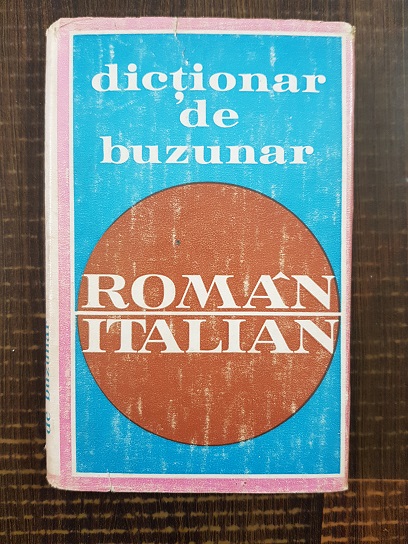 dicționar
de
buzunar
ROMÂN
ITALIAN
de buzunar